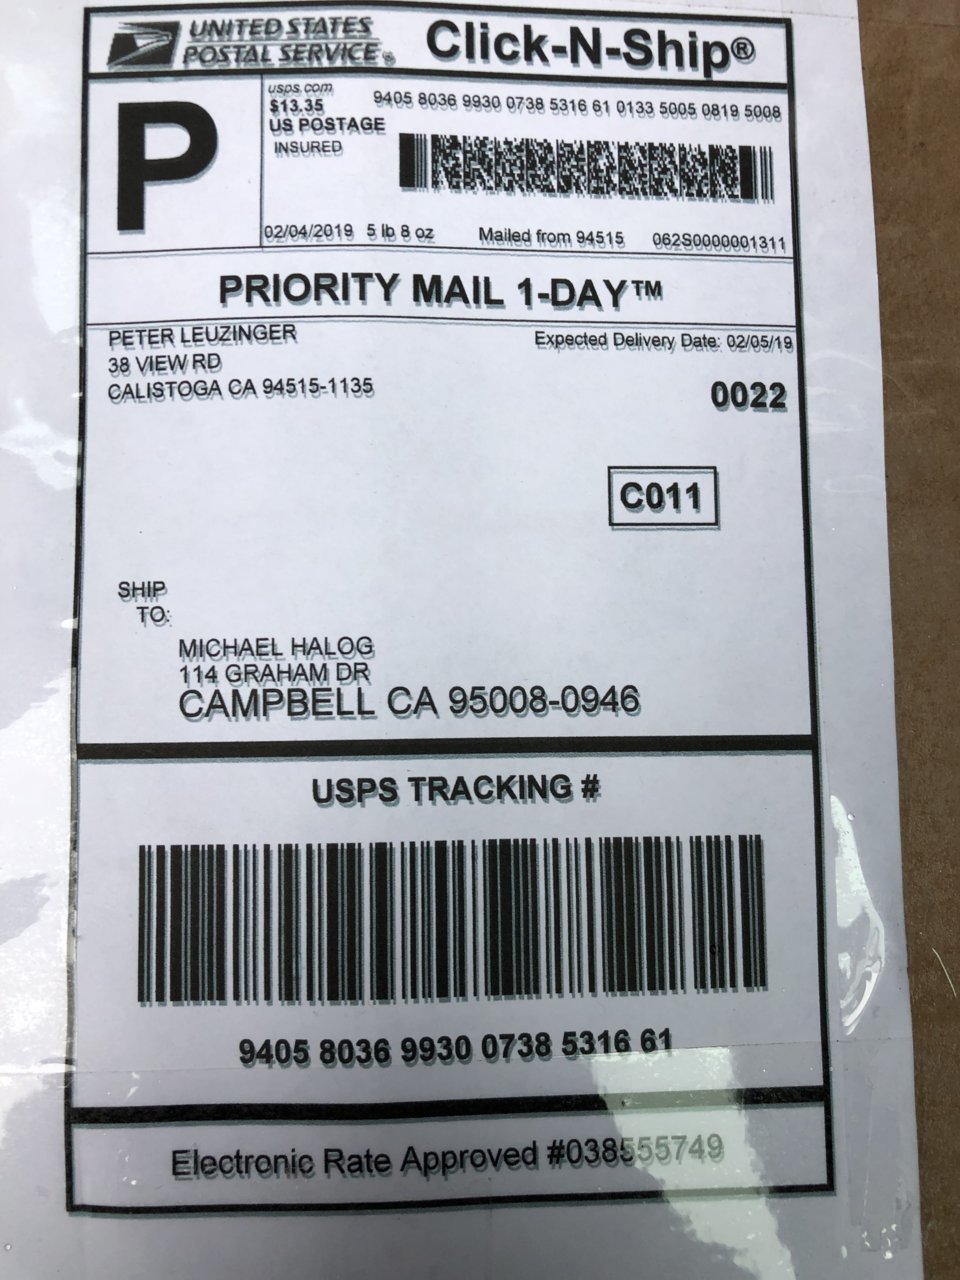 UNITED STATES
POSTAL SERVICE®
Click-N-Ship®
P
usps.com
$13.35
US POSTAGE
INSURED
9405 8036 9930 0738 5316 61 0133 5005 0819 5008
02/04/2019 5 lb 8 oz Mailed from 94515 062S0000001311
PRIORITY MAIL 1-DAY™
PETER LEUZINGER
38 VIEW RD
CALISTOGA CA 94515-1135
Expected Delivery Date: 02/05/19
0022
C011
SHIP
TO:
MICHAEL HALOG
114 GRAHAM DR
CAMPBELL CA 95008-0946
USPS TRACKING #
9405 8036 9930 0738 5316 61
Electronic Rate Approved #038555749